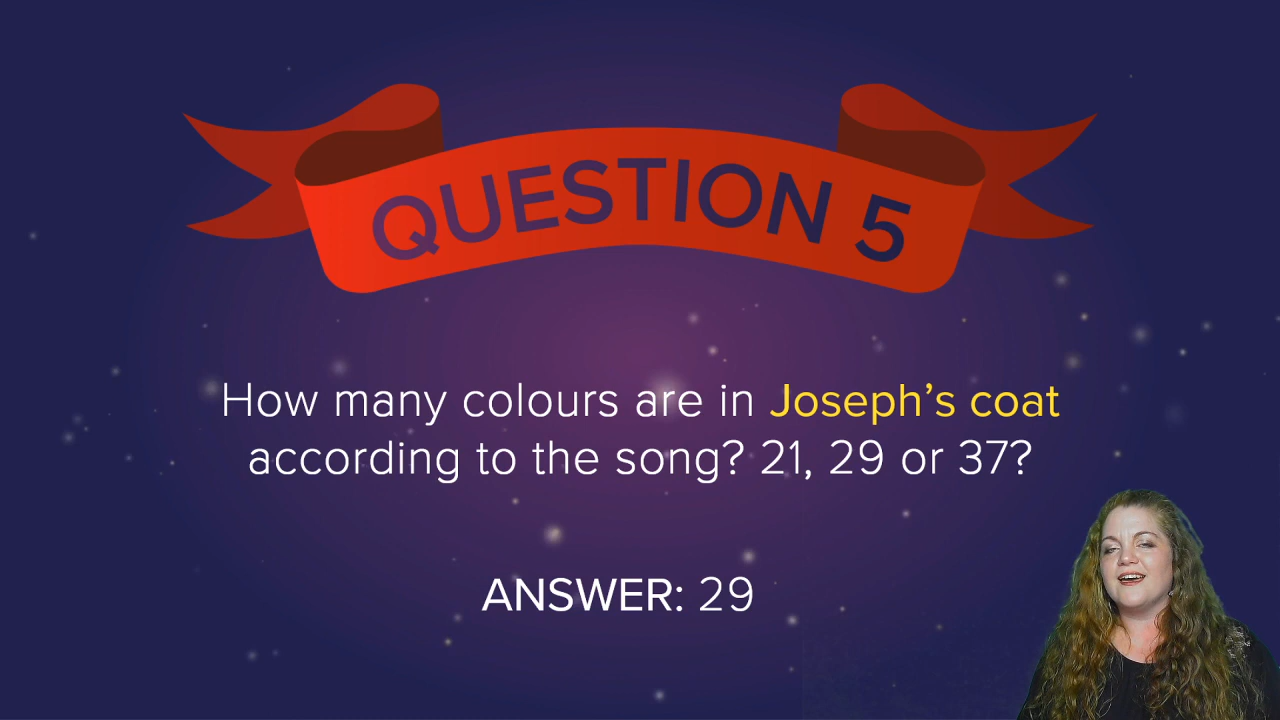 QUESTION 5
How many colours are in Joseph’s coat
according to the song? 21, 29 or 37?
ANSWER: 29